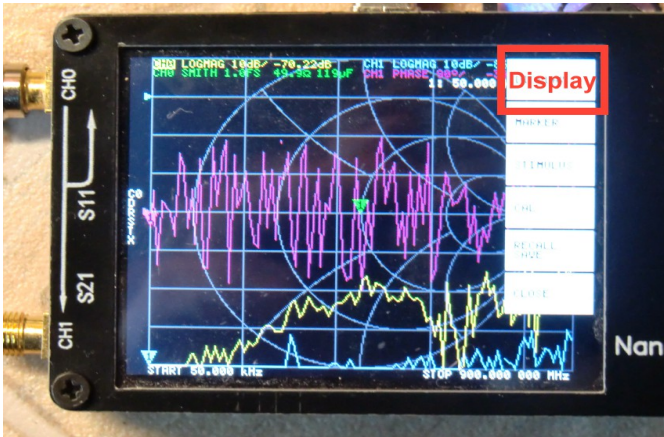 CH0 LOGMAG 10dB/ -70.22dB CH1 LOGMAG 10dB/
CH0 SMITH 1.0FS 49.9Ω 119µF CH1 PHASE 90°/
1: 50.000
Display
MARKER
STIMULUS
CAL
RECALL
SAVE
CLOSE
CH0
S11
S21
CH1
START 50.000 kHz STOP 900.000 000 MHz
Nan